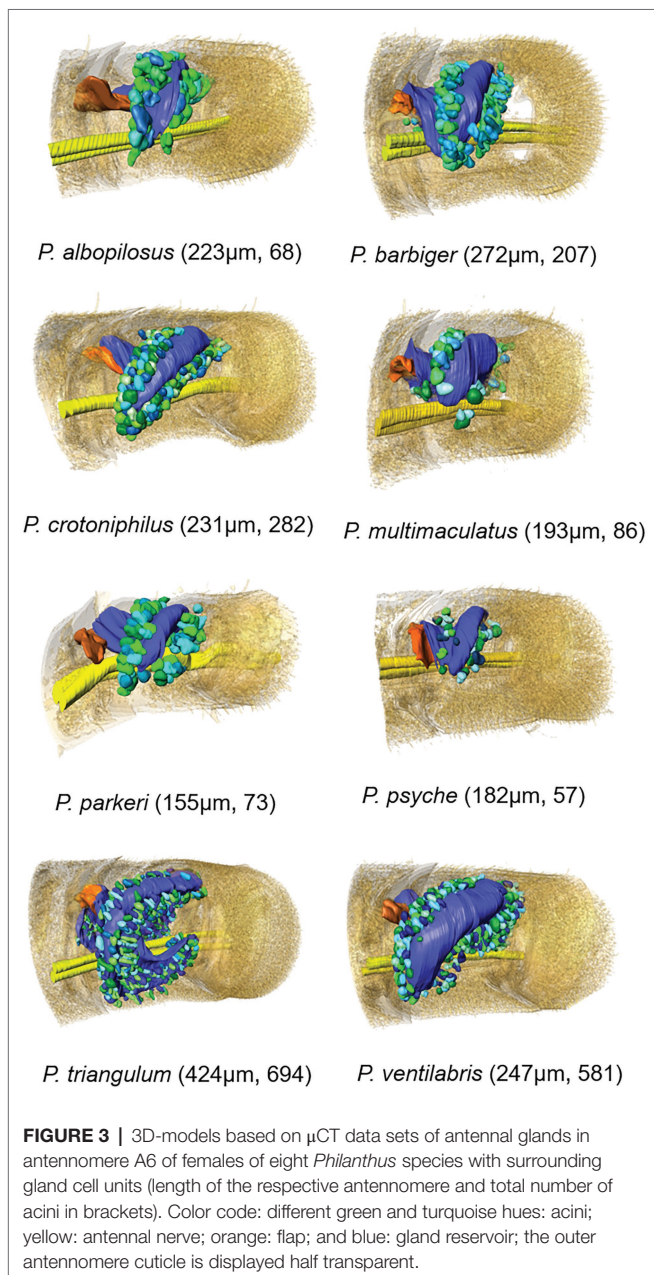 P. albopilosus (223µm, 68)
P. barbiger (272µm, 207)
P. crotoniphilus (231µm, 282)
P. multimaculatus (193µm, 86)
P. parkeri (155µm, 73)
P. psyche (182µm, 57)
P. triangulum (424µm, 694)
P. ventilabris (247µm, 581)
FIGURE 3 | 3D-models based on µCT data sets of antennal glands in
antennomere A6 of females of eight Philanthus species with surrounding
gland cell units (length of the respective antennomere and total number of
acini in brackets). Color code: different green and turquoise hues: acini;
yellow: antennal nerve; orange: flap; and blue: gland reservoir; the outer
antennomere cuticle is displayed half transparent.